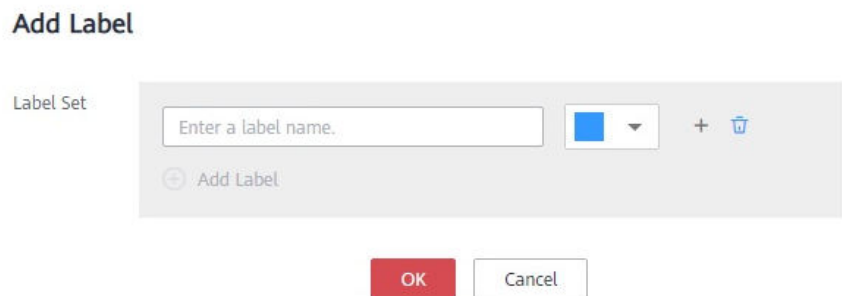 Add Label
Label Set
Enter a label name.
Add Label
OK Cancel